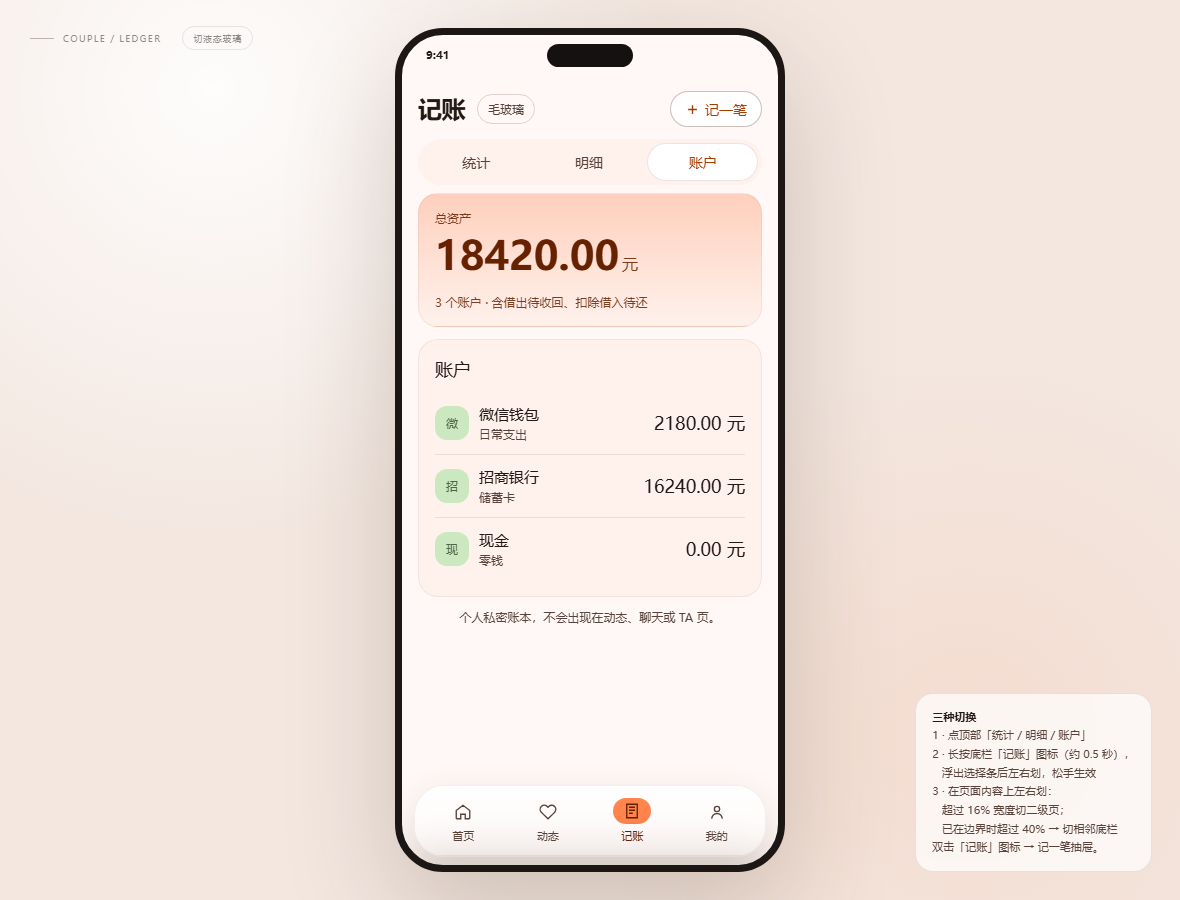 COUPLE / LEDGER
切液态玻璃
9:41
记账
毛玻璃
+ 记一笔
统计
明细
账户
总资产
18420.00元
3 个账户 · 含借出待收回、扣除借入待还
账户
微
微信钱包
2180.00 元
日常支出
招
招商银行
16240.00 元
储蓄卡
现
现金
0.00 元
零钱
个人私密账本，不会出现在动态、聊天或 TA 页。
首页
动态
记账
我的
三种切换
1 · 点顶部「统计 / 明细 / 账户」
2 · 长按底栏「记账」图标（约 0.5 秒），
浮出选择条后左右划，松手生效
3 · 在页面内容上左右划：
超过 16% 宽度切二级页；
已在边界时超过 40% → 切相邻底栏
双击「记账」图标 → 记一笔抽屉。